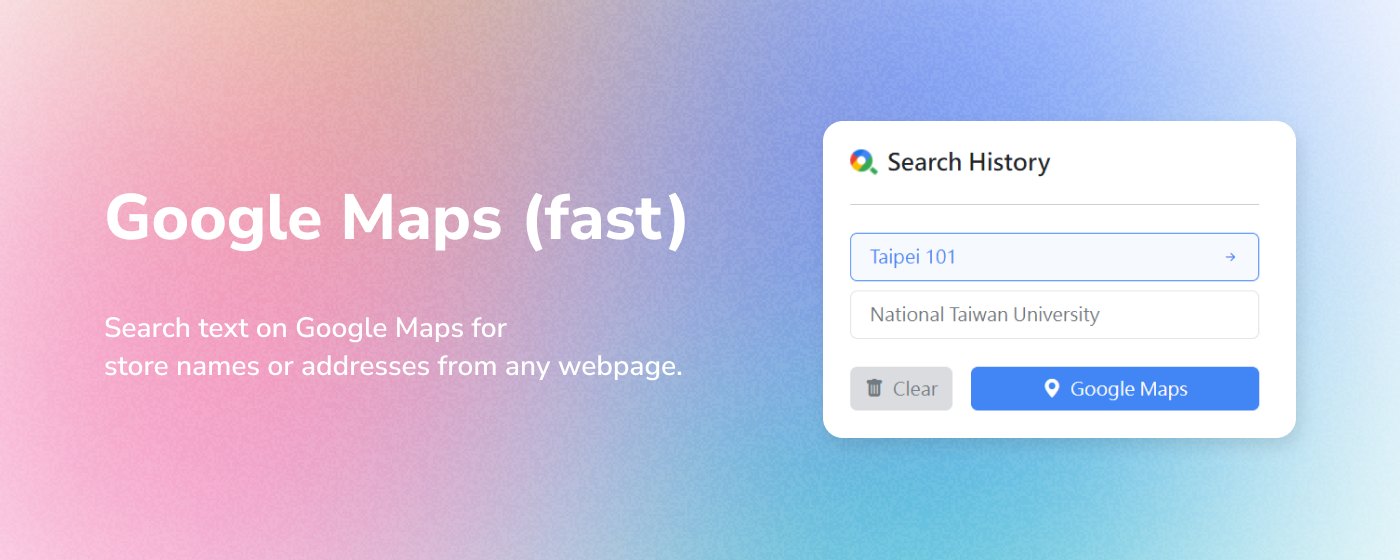 Google Maps (fast)
Search text on Google Maps for
store names or addresses from any webpage.
Search History
Taipei 101
National Taiwan University
Clear
Google Maps